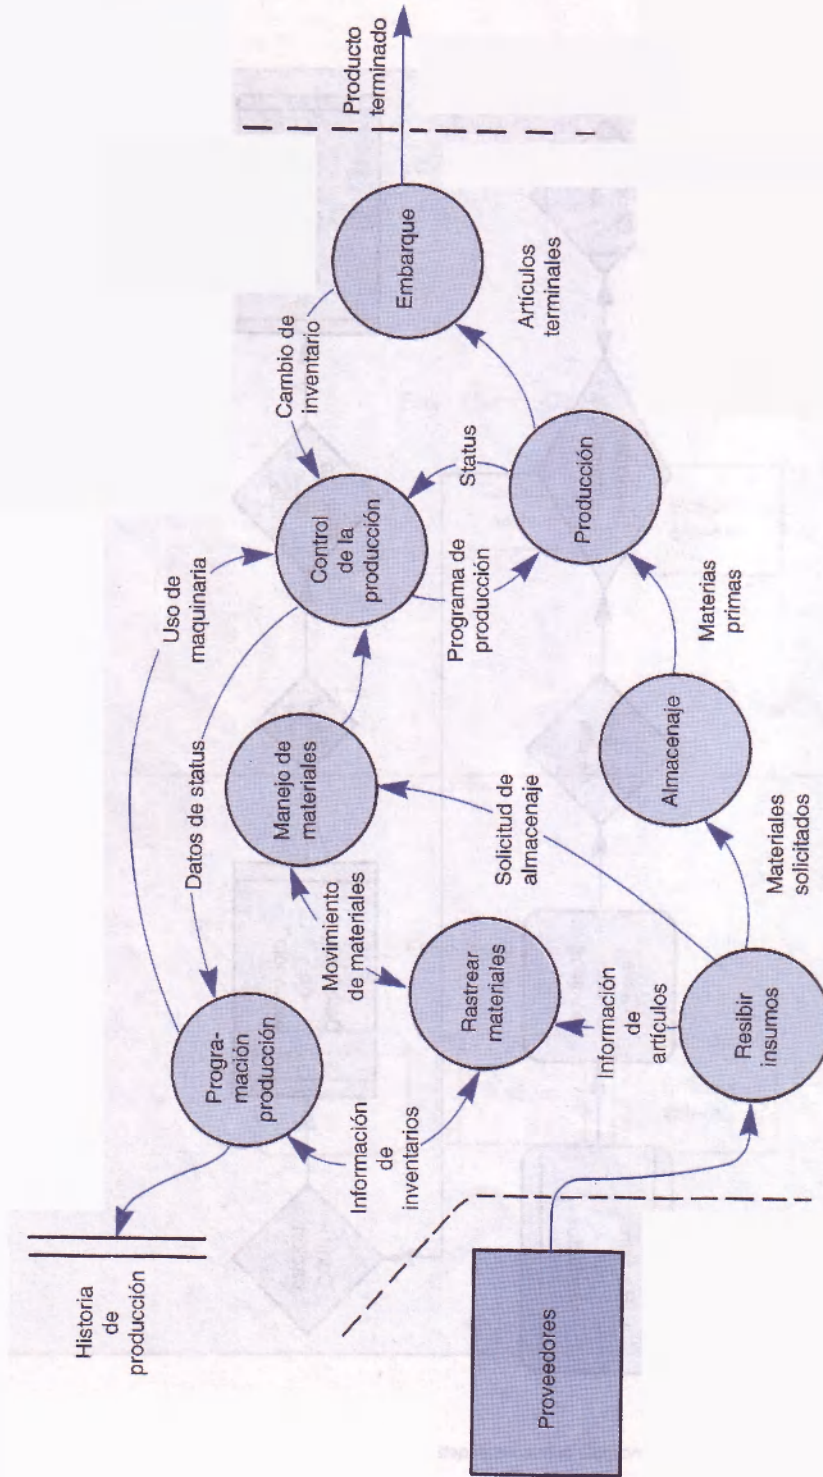 Historia
de
producción
Progra-
mación
producción
Uso de
maquinaria
Datos de status
Información
de
inventarios
Movimiento
de materiales
Manejo de
materiales
Control
de la
producción
Cambio de
inventario
Rastrear
materiales
Solicitud de
almacenaje
Programa de
producción
Status
Embarque
Producto
terminado
Proveedores
Información
de
artículos
Resibir
insumos
Materiales
solicitados
Almacenaje
Materias
primas
Producción
Artículos
terminales